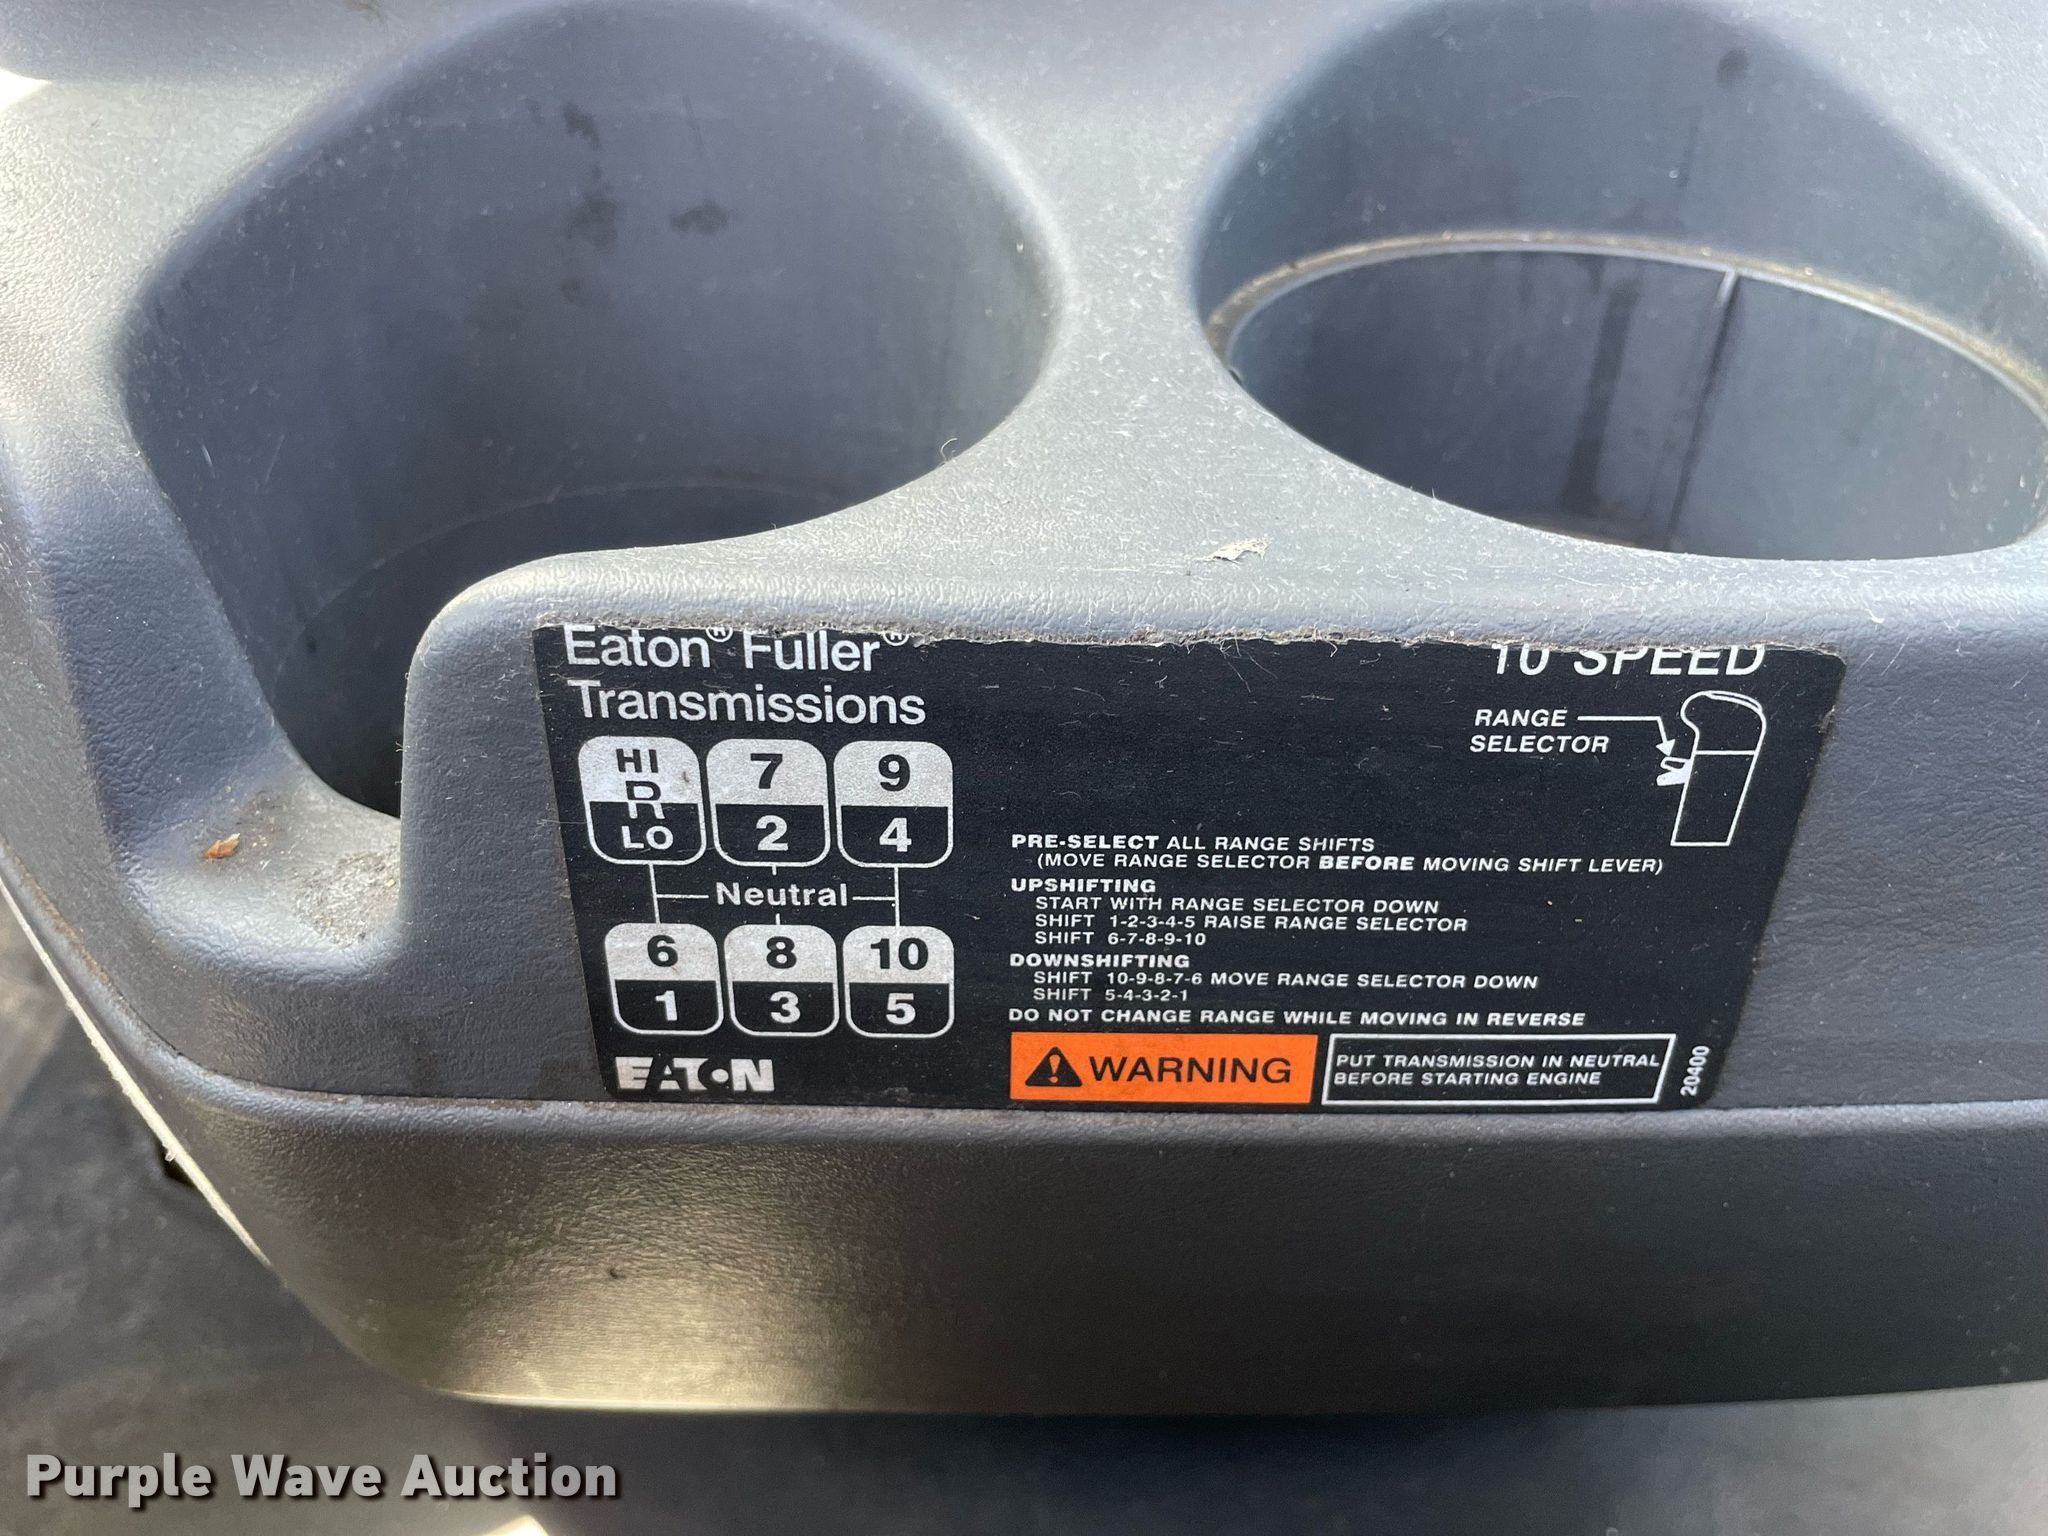 Eaton® Fuller®
Transmissions
10 SPEED
RANGE
SELECTOR
HI
R
LO
7
2
9
4
Neutral
6
1
8
3
10
5
EATON
PRE-SELECT ALL RANGE SHIFTS
(MOVE RANGE SELECTOR BEFORE MOVING SHIFT LEVER)
UPSHIFTING
START WITH RANGE SELECTOR DOWN
SHIFT 1-2-3-4-5 RAISE RANGE SELECTOR
SHIFT 6-7-8-9-10
DOWNSHIFTING
SHIFT 10-9-8-7-6 MOVE RANGE SELECTOR DOWN
SHIFT 5-4-3-2-1
DO NOT CHANGE RANGE WHILE MOVING IN REVERSE
WARNING
PUT TRANSMISSION IN NEUTRAL
BEFORE STARTING ENGINE
20400
Purple Wave Auction